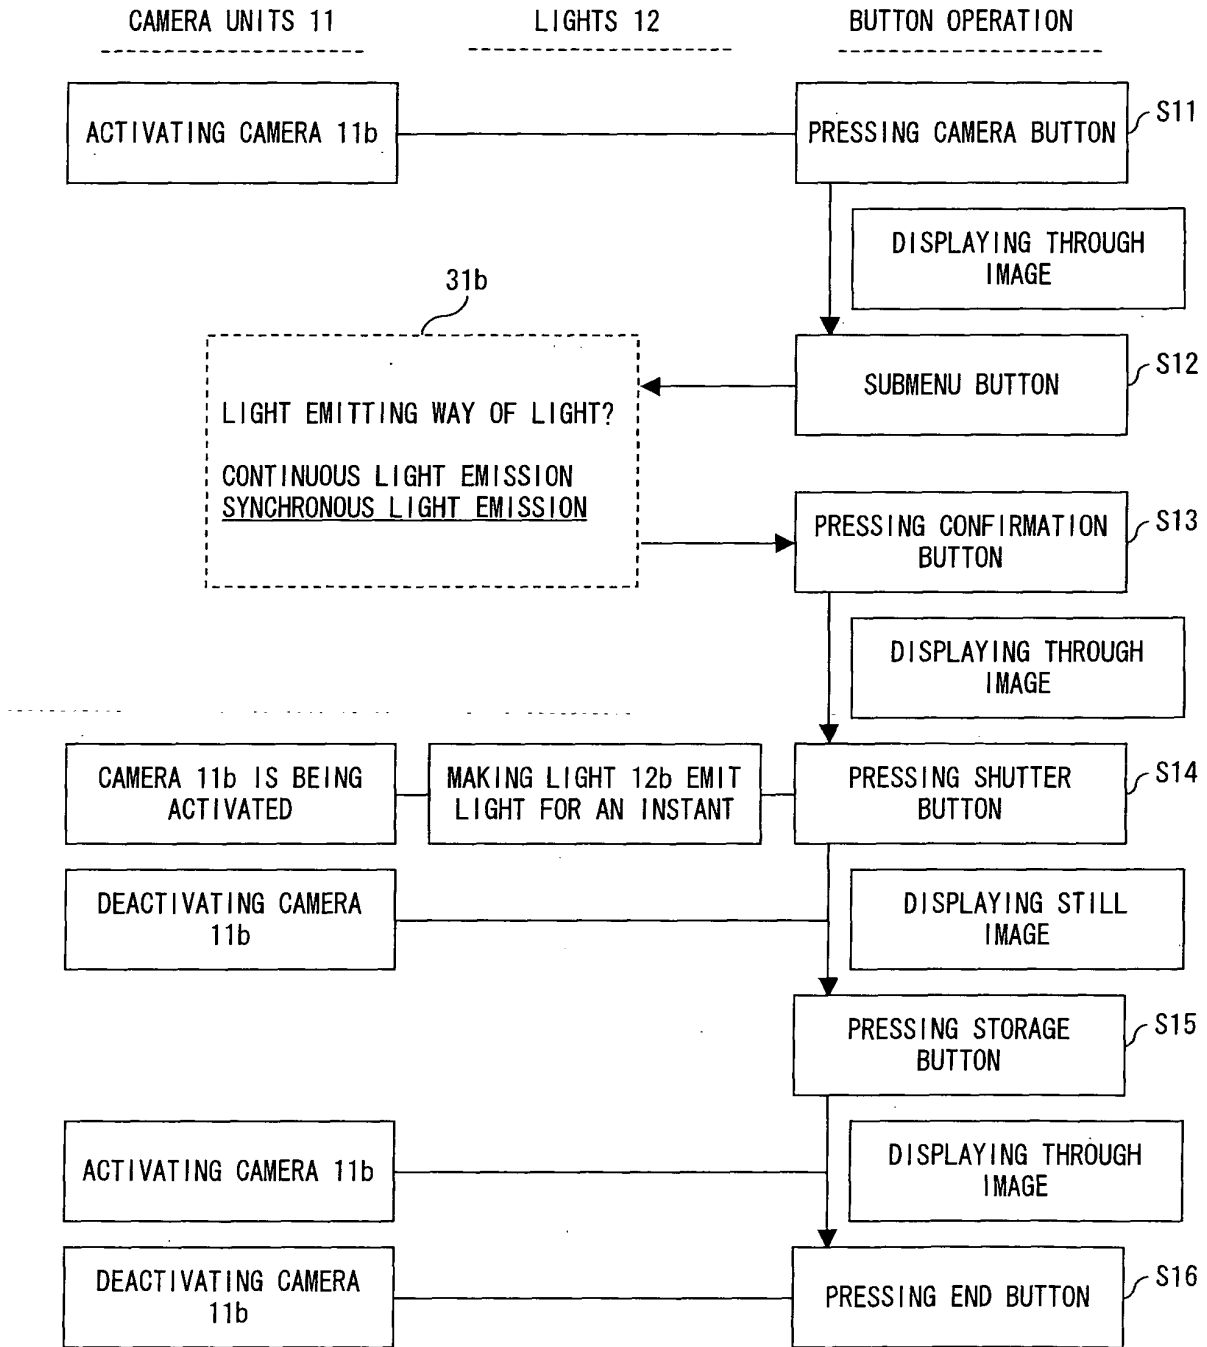 CAMERA UNITS 11
LIGHTS 12
BUTTON OPERATION
ACTIVATING CAMERA 11b
PRESSING CAMERA BUTTON
S11
DISPLAYING THROUGH
IMAGE
31b
SUBMENU BUTTON
S12
LIGHT EMITTING WAY OF LIGHT?
CONTINUOUS LIGHT EMISSION
SYNCHRONOUS LIGHT EMISSION
PRESSING CONFIRMATION
BUTTON
S13
DISPLAYING THROUGH
IMAGE
CAMERA 11b IS BEING
ACTIVATED
MAKING LIGHT 12b EMIT
LIGHT FOR AN INSTANT
PRESSING SHUTTER
BUTTON
S14
DEACTIVATING CAMERA
11b
DISPLAYING STILL
IMAGE
PRESSING STORAGE
BUTTON
S15
ACTIVATING CAMERA 11b
DISPLAYING THROUGH
IMAGE
DEACTIVATING CAMERA
11b
PRESSING END BUTTON
S16